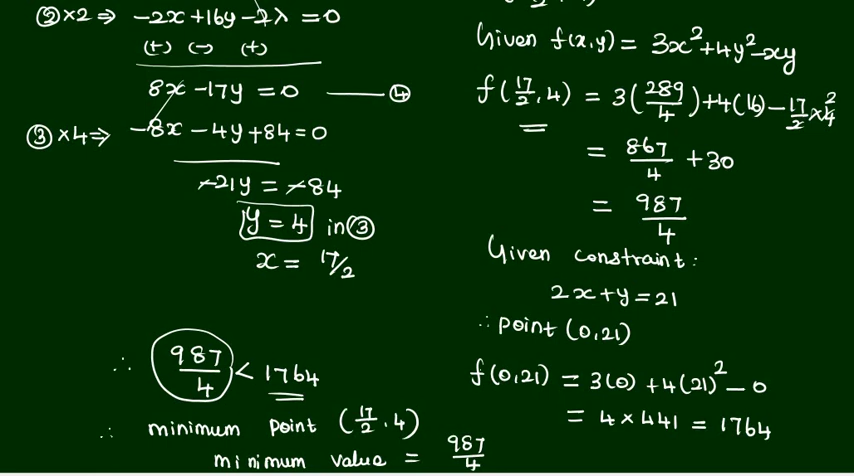 ② ×2 ⇒ -2x + 16y - 2λ = 0
(+) (-) (+)
8x - 17y = 0 —— ④
③ ×4 ⇒ -8x - 4y + 84 = 0
-21y = -84
y = 4 in ③
x = 17/2
∴ 987/4 < 1764
∴ minimum point (17/2, 4)
minimum value = 987/4
Given f(x,y) = 3x² + 4y² - xy
f(17/2, 4) = 3(289/4) + 4(16) - 17/2 × 4²
= 867/4 + 30
= 987/4
Given constraint:
2x + y = 21
∴ point (0,21)
f(0,21) = 3(0) + 4(21)² - 0
= 4 × 441 = 1764